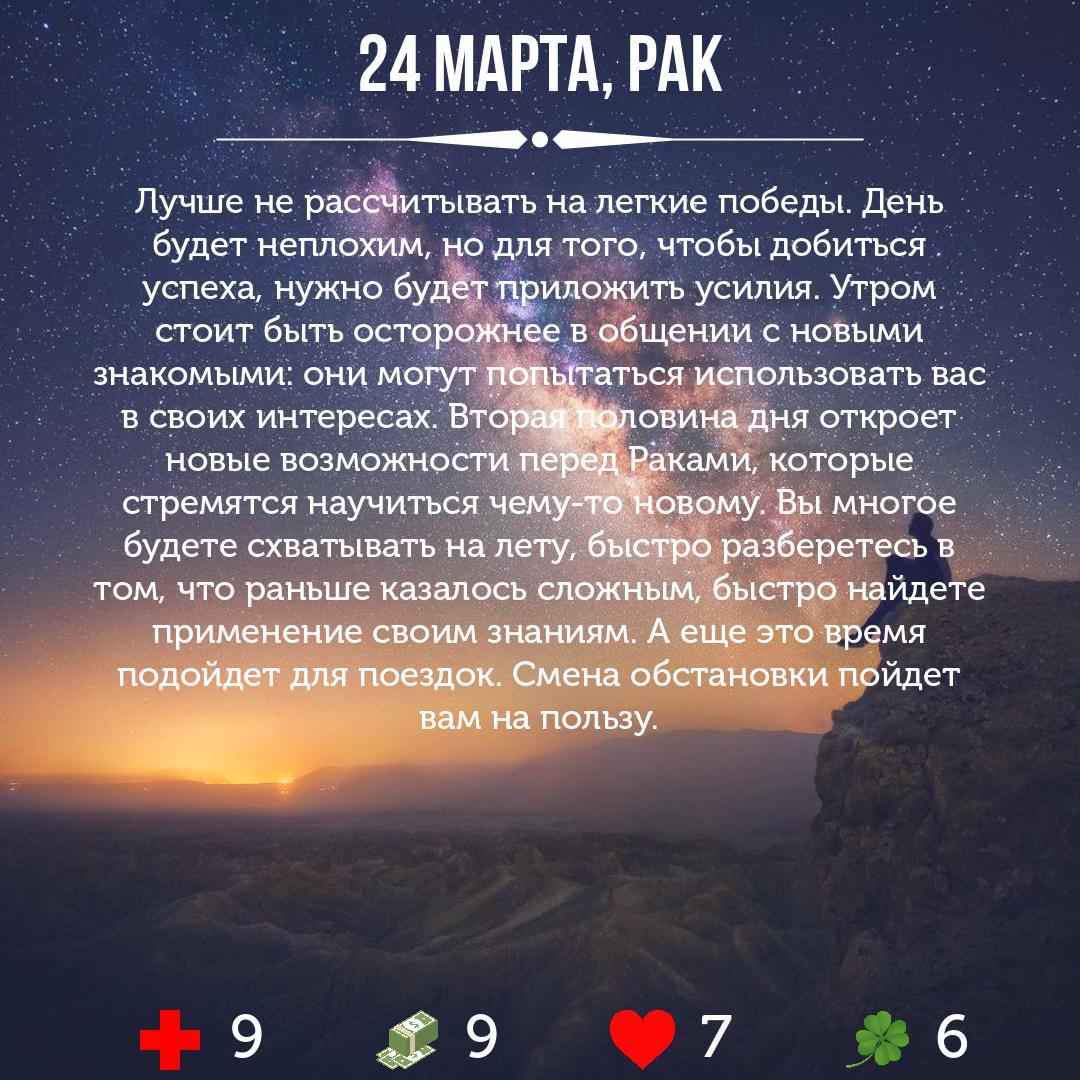 24 МАРТА, РАК
Лучше не рассчитывать на легкие победы. День
будет неплохим, но для того, чтобы добиться
успеха, нужно будет приложить усилия. Утром
стоит быть осторожнее в общении с новыми
знакомыми: они могут попытаться использовать вас
в своих интересах. Вторая половина дня откроет
новые возможности перед Раками, которые
стремятся научиться чему-то новому. Вы многое
будете схватывать на лету, быстро разберетесь в
том, что раньше казалось сложным, быстро найдете
применение своим знаниям. А еще это время
подойдет для поездок. Смена обстановки пойдет
вам на пользу.
9 9 7 6